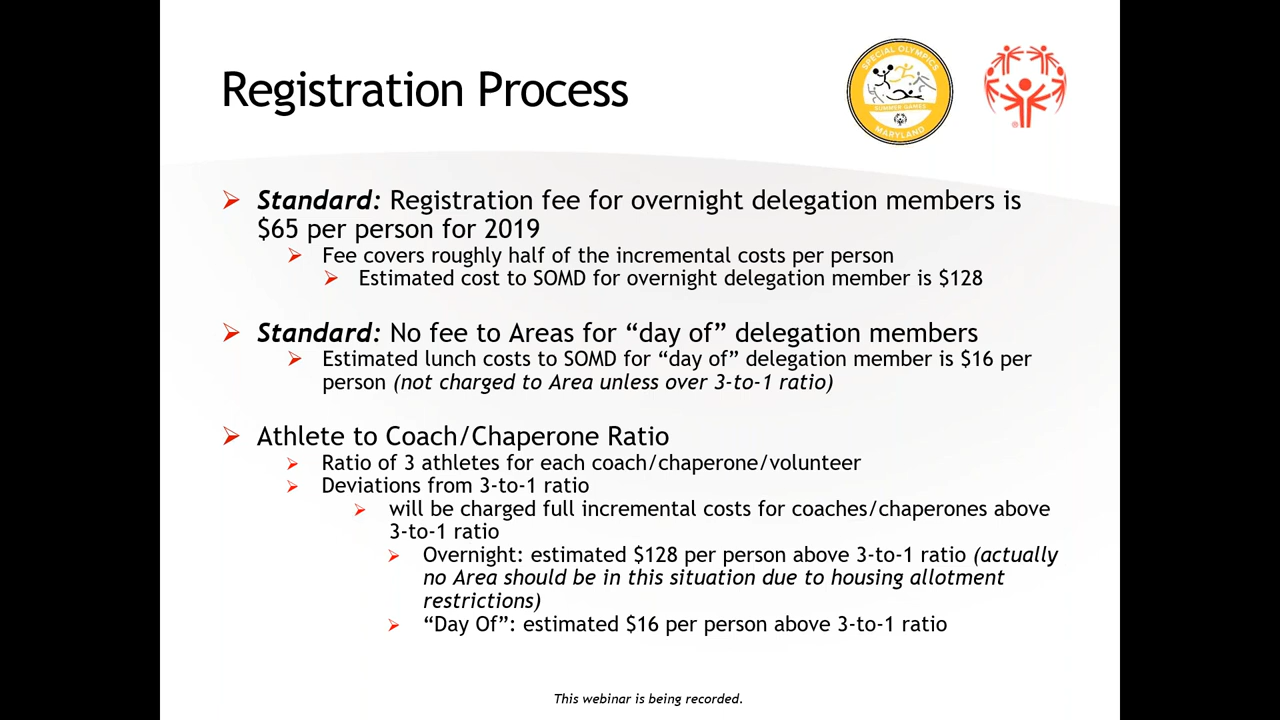 Registration Process
SPECIAL OLYMPICS
SUMMER GAMES
MARYLAND
Standard: Registration fee for overnight delegation members is
$65 per person for 2019
Fee covers roughly half of the incremental costs per person
Estimated cost to SOMD for overnight delegation member is $128
Standard: No fee to Areas for “day of” delegation members
Estimated lunch costs to SOMD for “day of” delegation member is $16 per
person (not charged to Area unless over 3-to-1 ratio)
Athlete to Coach/Chaperone Ratio
Ratio of 3 athletes for each coach/chaperone/volunteer
Deviations from 3-to-1 ratio
will be charged full incremental costs for coaches/chaperones above
3-to-1 ratio
Overnight: estimated $128 per person above 3-to-1 ratio (actually
no Area should be in this situation due to housing allotment
restrictions)
“Day Of”: estimated $16 per person above 3-to-1 ratio
This webinar is being recorded.